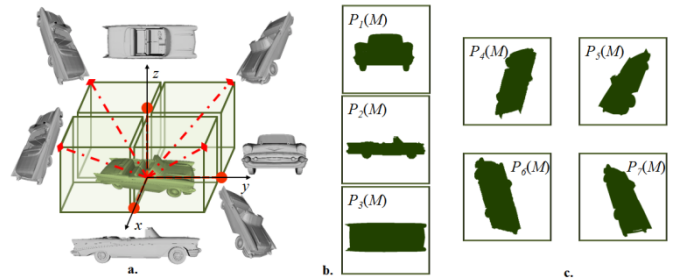 z
y
x
a.
b.
P1(M)
P2(M)
P3(M)
P4(M)
P5(M)
P6(M)
P7(M)
c.